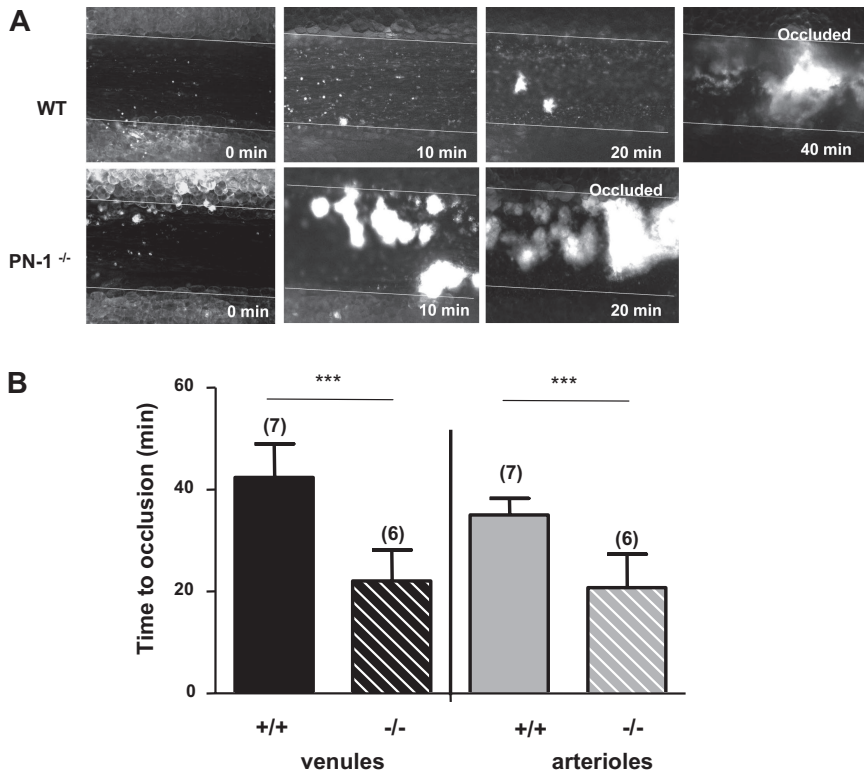 A
WT
0 min
10 min
20 min
Occluded
40 min
PN-1 -/-
0 min
10 min
Occluded
20 min
B
Time to occlusion (min)
60
40
20
0
***
***
(7)
(6)
(7)
(6)
+/+
-/-
+/+
-/-
venules
arterioles